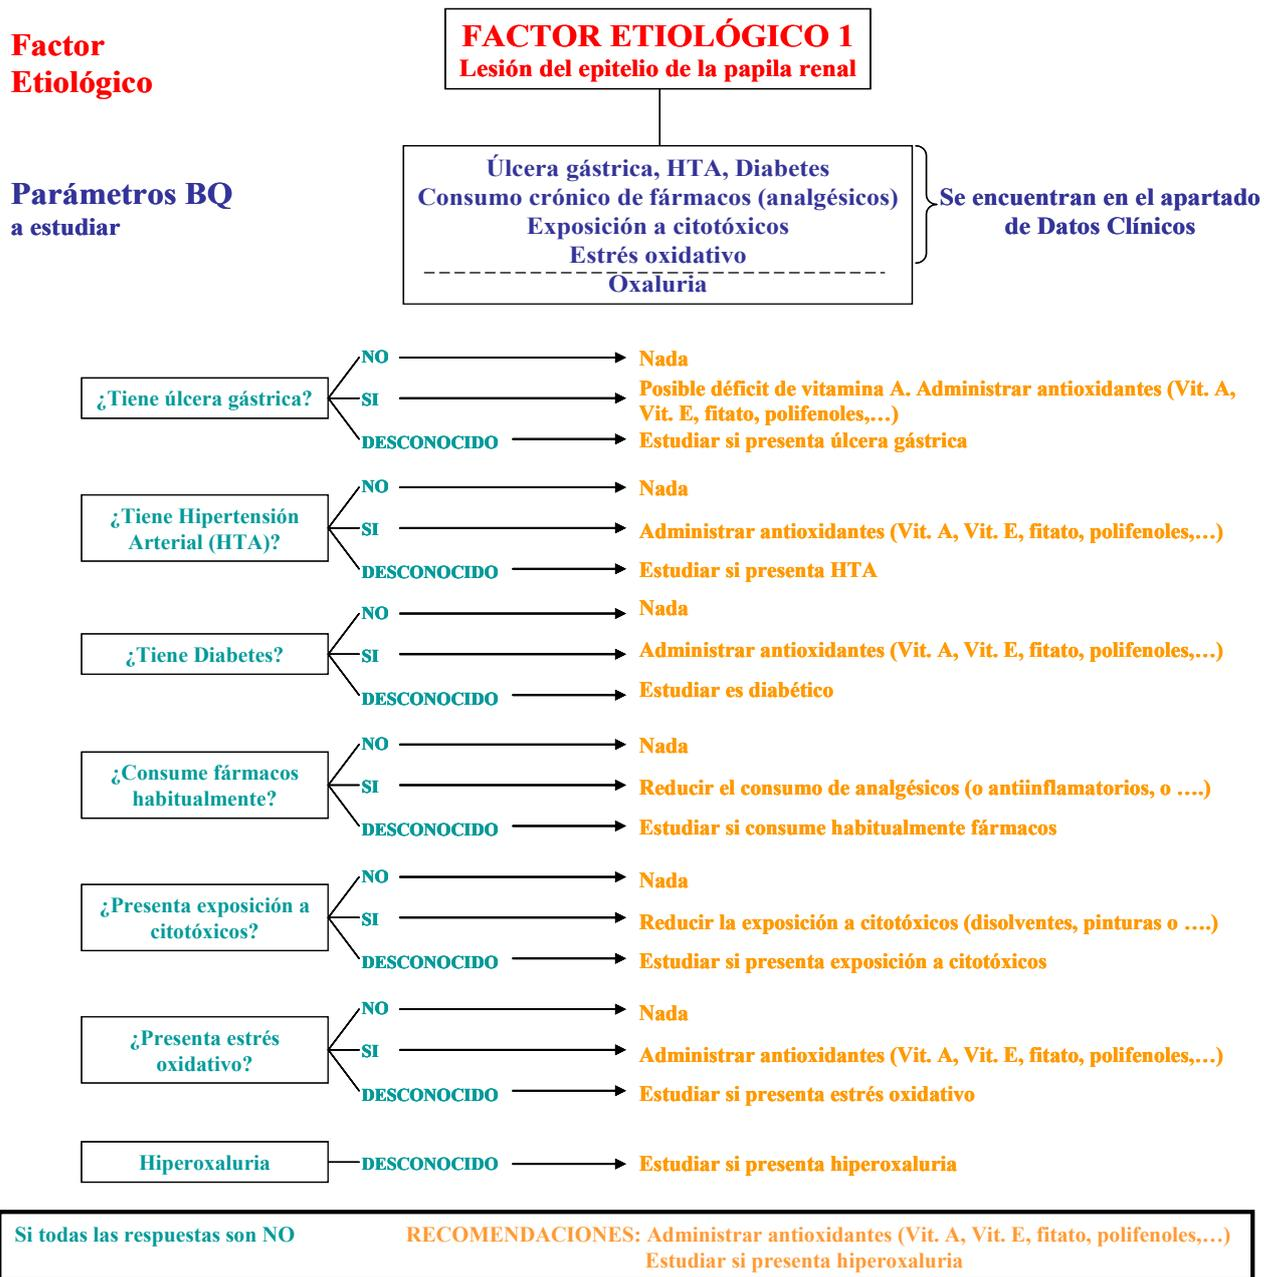 Factor
Etiológico
FACTOR ETIOLÓGICO 1
Lesión del epitelio de la papila renal
Parámetros BQ
a estudiar
Úlcera gástrica, HTA, Diabetes
Consumo crónico de fármacos (analgésicos)
Exposición a citotóxicos
Estrés oxidativo
Oxaluria
Se encuentran en el apartado
de Datos Clínicos
¿Tiene úlcera gástrica?
NO
Nada
SI
Posible déficit de vitamina A. Administrar antioxidantes (Vit. A,
Vit. E, fitato, polifenoles,…)
DESCONOCIDO
Estudiar si presenta úlcera gástrica
¿Tiene Hipertensión
Arterial (HTA)?
NO
Nada
SI
Administrar antioxidantes (Vit. A, Vit. E, fitato, polifenoles,…)
DESCONOCIDO
Estudiar si presenta HTA
¿Tiene Diabetes?
NO
Nada
SI
Administrar antioxidantes (Vit. A, Vit. E, fitato, polifenoles,…)
DESCONOCIDO
Estudiar es diabético
¿Consume fármacos
habitualmente?
NO
Nada
SI
Reducir el consumo de analgésicos (o antiinflamatorios, o ….)
DESCONOCIDO
Estudiar si consume habitualmente fármacos
¿Presenta exposición a
citotóxicos?
NO
Nada
SI
Reducir la exposición a citotóxicos (disolventes, pinturas o ….)
DESCONOCIDO
Estudiar si presenta exposición a citotóxicos
¿Presenta estrés
oxidativo?
NO
Nada
SI
Administrar antioxidantes (Vit. A, Vit. E, fitato, polifenoles,…)
DESCONOCIDO
Estudiar si presenta estrés oxidativo
Hiperoxaluria
DESCONOCIDO
Estudiar si presenta hiperoxaluria
Si todas las respuestas son NO
RECOMENDACIONES: Administrar antioxidantes (Vit. A, Vit. E, fitato, polifenoles,…)
Estudiar si presenta hiperoxaluria